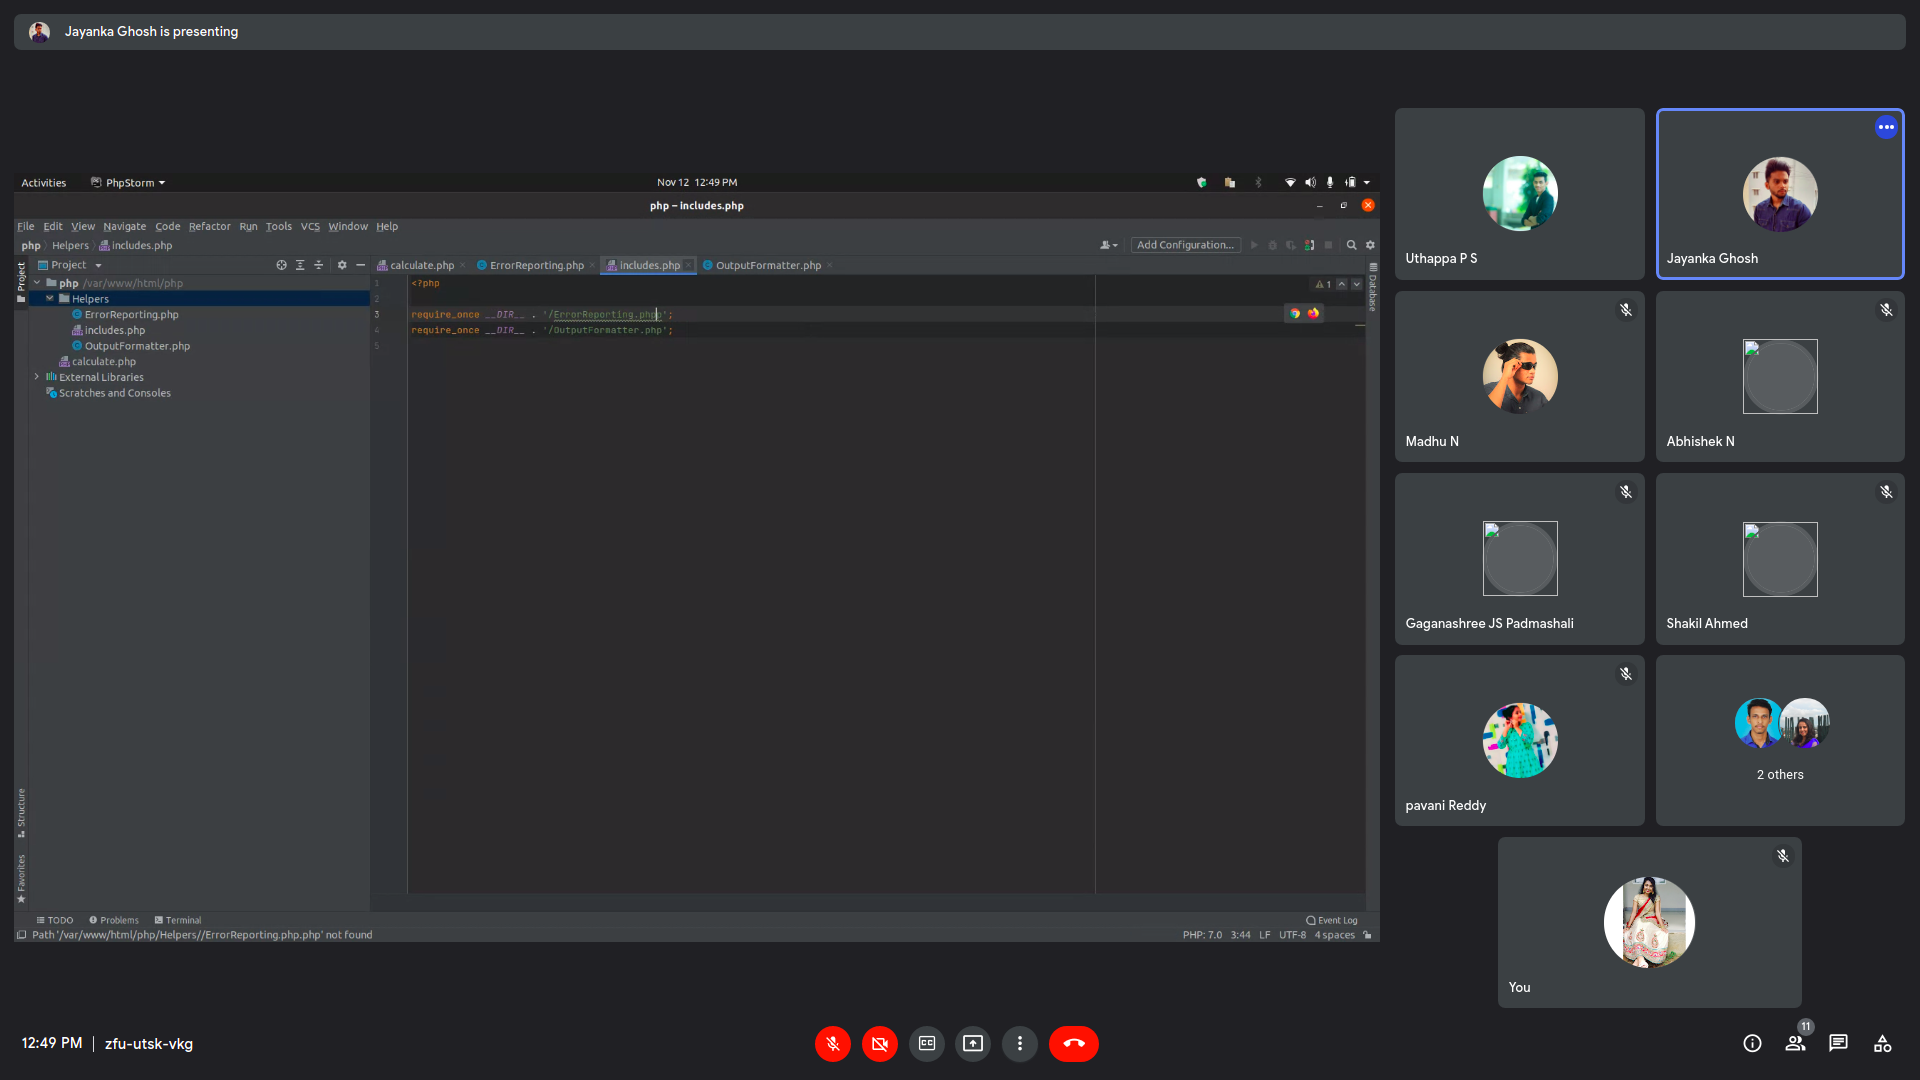 Jayanka Ghosh is presenting
Activities
PhpStorm
Nov 12 12:49 PM
php – includes.php
File Edit View Navigate Code Refactor Run Tools VCS Window Help
php Helpers includes.php
Add Configuration...
Project
calculate.php
ErrorReporting.php
includes.php
OutputFormatter.php
Project
php /var/www/html/php
Helpers
ErrorReporting.php
includes.php
OutputFormatter.php
calculate.php
External Libraries
Scratches and Consoles
Structure
Favorites
1 <?php
2
3 require_once __DIR__ . '/ErrorReporting.php';
4 require_once __DIR__ . '/OutputFormatter.php';
5
1
Database
TODO Problems Terminal
Event Log
Path '/var/www/html/php/Helpers//ErrorReporting.php.php' not found
PHP: 7.0 3:44 LF UTF-8 4 spaces
Uthappa P S
Jayanka Ghosh
Madhu N
Abhishek N
Gaganashree JS Padmashali
Shakil Ahmed
pavani Reddy
2 others
You
12:49 PM | zfu-utsk-vkg
11